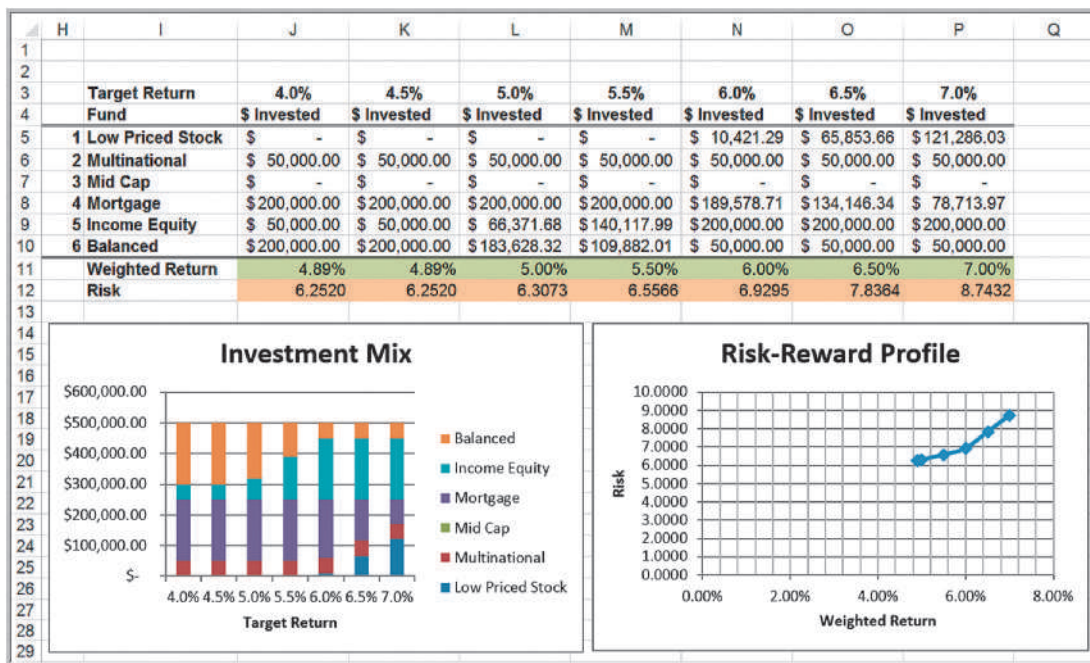 H I J K L M N O P Q
1
2
3 Target Return 4.0% 4.5% 5.0% 5.5% 6.0% 6.5% 7.0%
4 Fund $ Invested $ Invested $ Invested $ Invested $ Invested $ Invested $ Invested
5 1 Low Priced Stock $ - $ - $ - $ - $ 10,421.29 $ 65,853.66 $121,286.03
6 2 Multinational $ 50,000.00 $ 50,000.00 $ 50,000.00 $ 50,000.00 $ 50,000.00 $ 50,000.00 $ 50,000.00
7 3 Mid Cap $ - $ - $ - $ - $ - $ - $ -
8 4 Mortgage $200,000.00 $200,000.00 $200,000.00 $200,000.00 $189,578.71 $134,146.34 $ 78,713.97
9 5 Income Equity $ 50,000.00 $ 50,000.00 $ 66,371.68 $140,117.99 $200,000.00 $200,000.00 $200,000.00
10 6 Balanced $200,000.00 $200,000.00 $183,628.32 $109,882.01 $ 50,000.00 $ 50,000.00 $ 50,000.00
11 Weighted Return 4.89% 4.89% 5.00% 5.50% 6.00% 6.50% 7.00%
12 Risk 6.2520 6.2520 6.3073 6.5566 6.9295 7.8364 8.7432
13
14
15
16
17
18
19
20
21
22
23
24
25
26
27
28
29
Investment Mix
$600,000.00
$500,000.00
$400,000.00
$300,000.00
$200,000.00
$100,000.00
$-
4.0% 4.5% 5.0% 5.5% 6.0% 6.5% 7.0%
Target Return
Balanced
Income Equity
Mortgage
Mid Cap
Multinational
Low Priced Stock
Risk-Reward Profile
10.0000
9.0000
8.0000
7.0000
6.0000
5.0000
4.0000
3.0000
2.0000
1.0000
0.0000
Risk
0.00% 2.00% 4.00% 6.00% 8.00%
Weighted Return